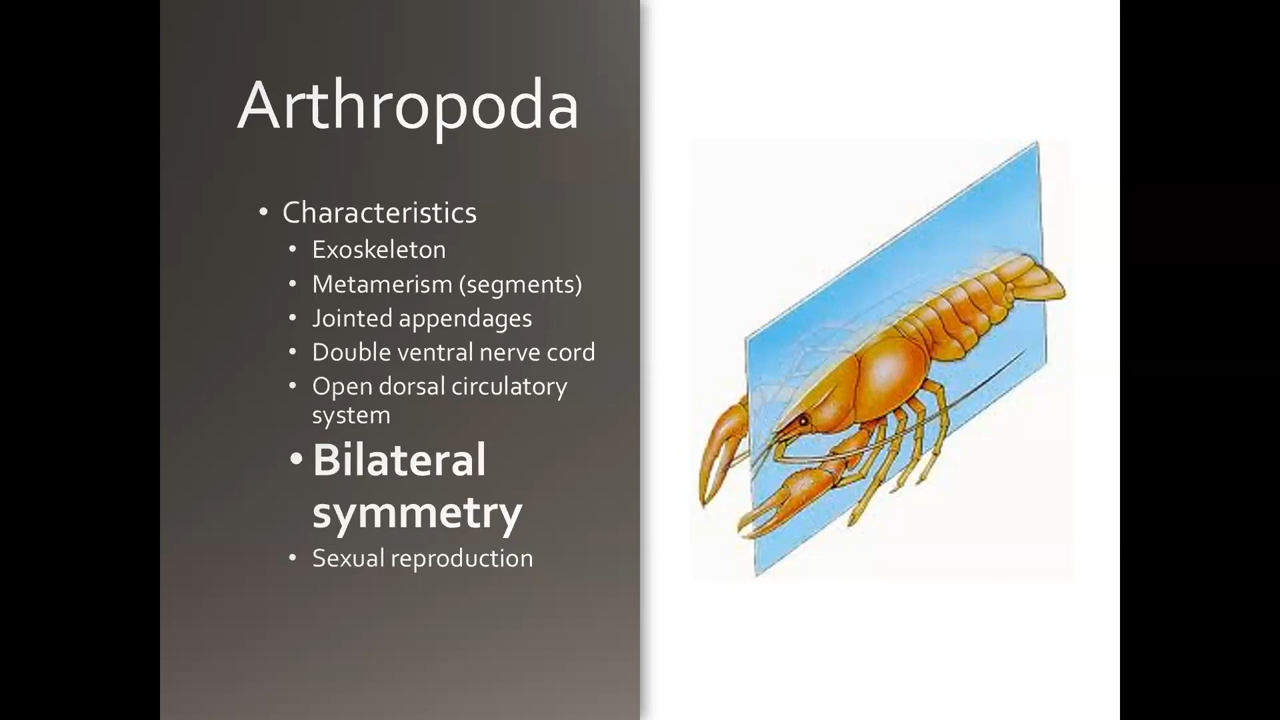 Arthropoda
• Characteristics
• Exoskeleton
• Metamerism (segments)
• Jointed appendages
• Double ventral nerve cord
• Open dorsal circulatory
system
• Bilateral
symmetry
• Sexual reproduction